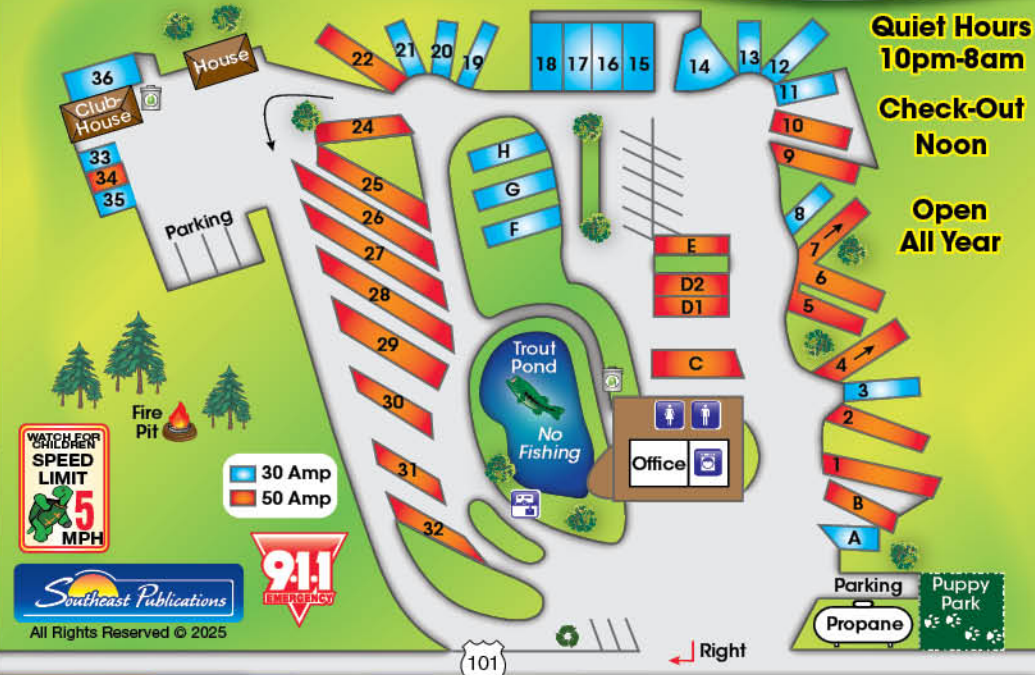 Quiet Hours
10pm-8am
Check-Out
Noon
Open
All Year
House
36
Club-
House
33
34
35
Parking
22
21
20
19
18
17
16
15
14
13
12
11
10
9
8
7
6
5
4
3
2
1
B
A
24
25
26
27
28
29
30
31
32
H
G
F
E
D2
D1
C
Trout
Pond
No
Fishing
Office
Fire
Pit
WATCH FOR
CHILDREN
SPEED
LIMIT
5
MPH
30 Amp
50 Amp
9-1-1
EMERGENCY
Southeast Publications
All Rights Reserved © 2025
Parking
Propane
Puppy
Park
101
Right